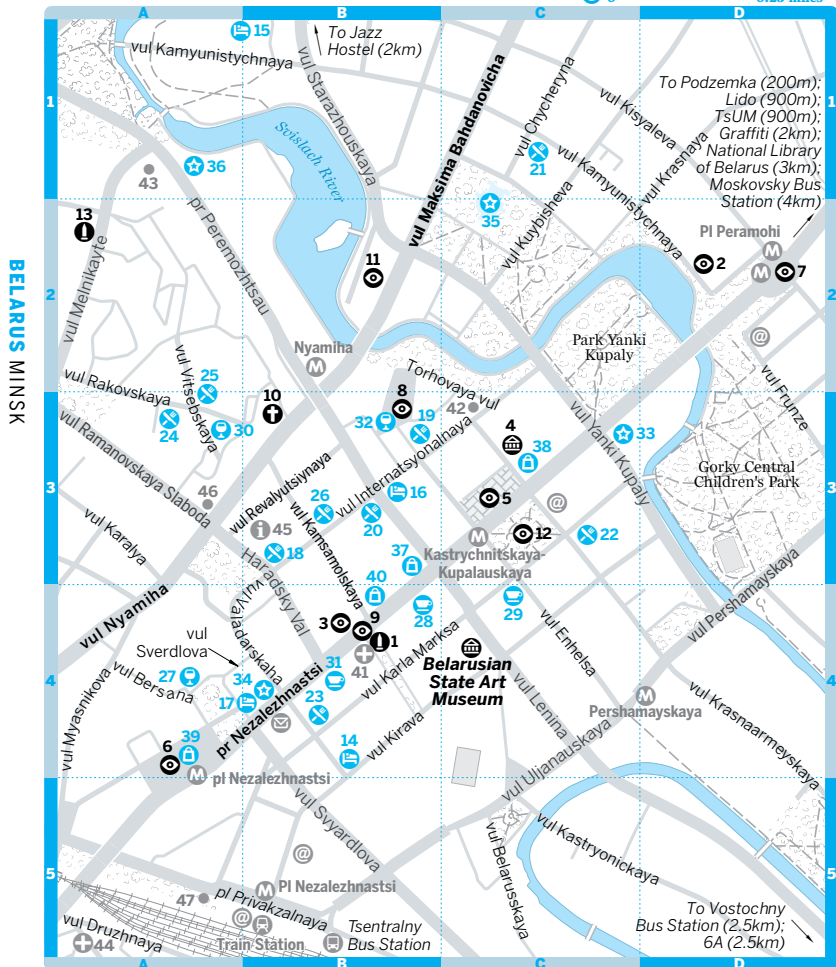 A
B
C
D
15
To Jazz
Hostel (2km)
vul Kamyunistychnaya
vul Starazhouskaya
vul Maksima Bahdanovicha
vul Chycheryna
vul Kisyaleva
To Podzemka (200m);
Lido (900m);
TsUM (900m);
Graffiti (2km);
National Library
of Belarus (3km);
Moskovsky Bus
Station (4km)
1
1
Svislach River
21
vul Kamyunistychnaya
vul Krasnaya
36
43
35
vul Kuybisheva
13
pr Peremozhtsau
Pl Peramohi
11
2
M
M
7
vul Melnikayte
BELARUS MINSK
2
2
Nyamiha
M
Park Yanki
Kupaly
@
vul Rakovskaya
vul Vitsebskaya
25
10
Torhovaya vul
8
42
vul Frunze
24
30
32
19
4
38
33
vul Yanki Kupaly
vul Ramanovskaya Slaboda
vul Internatsyonalnaya
Gorky Central
Children's Park
3
3
46
vul Revalyutsiynaya
26
16
5
@
vul Karalya
45
vul Kamsamolskaya
20
12
22
M
18
37
Kastrychnitskaya-
Kupalauskaya
Haradsky Val
vul Valadarskaha
40
28
29
vul Pershamayskaya
vul Nyamiha
3
9
1
vul Enhelsa
vul
Sverdlova
41
vul Karla Marksa
Belarusian
State Art
Museum
27
vul Bersana
34
31
4
4
17
23
vul Lenina
M
Pershamayskaya
vul Krasnaarmeyskaya
vul Myasnikova
pr Nezalezhnastsi
39
14
vul Kirava
6
M
pl Nezalezhnastsi
vul Uljanauskaya
vul Svyardlova
vul Belarusskaya
vul Kastryonickaya
@
5
5
M
Pl Nezalezhnastsi
47
pl Privakzalnaya
@
Train Station
Tsentralny
Bus Station
vul Druzhnaya
44
To Vostochny
Bus Station (2.5km);
6A (2.5km)
A
B
C
D